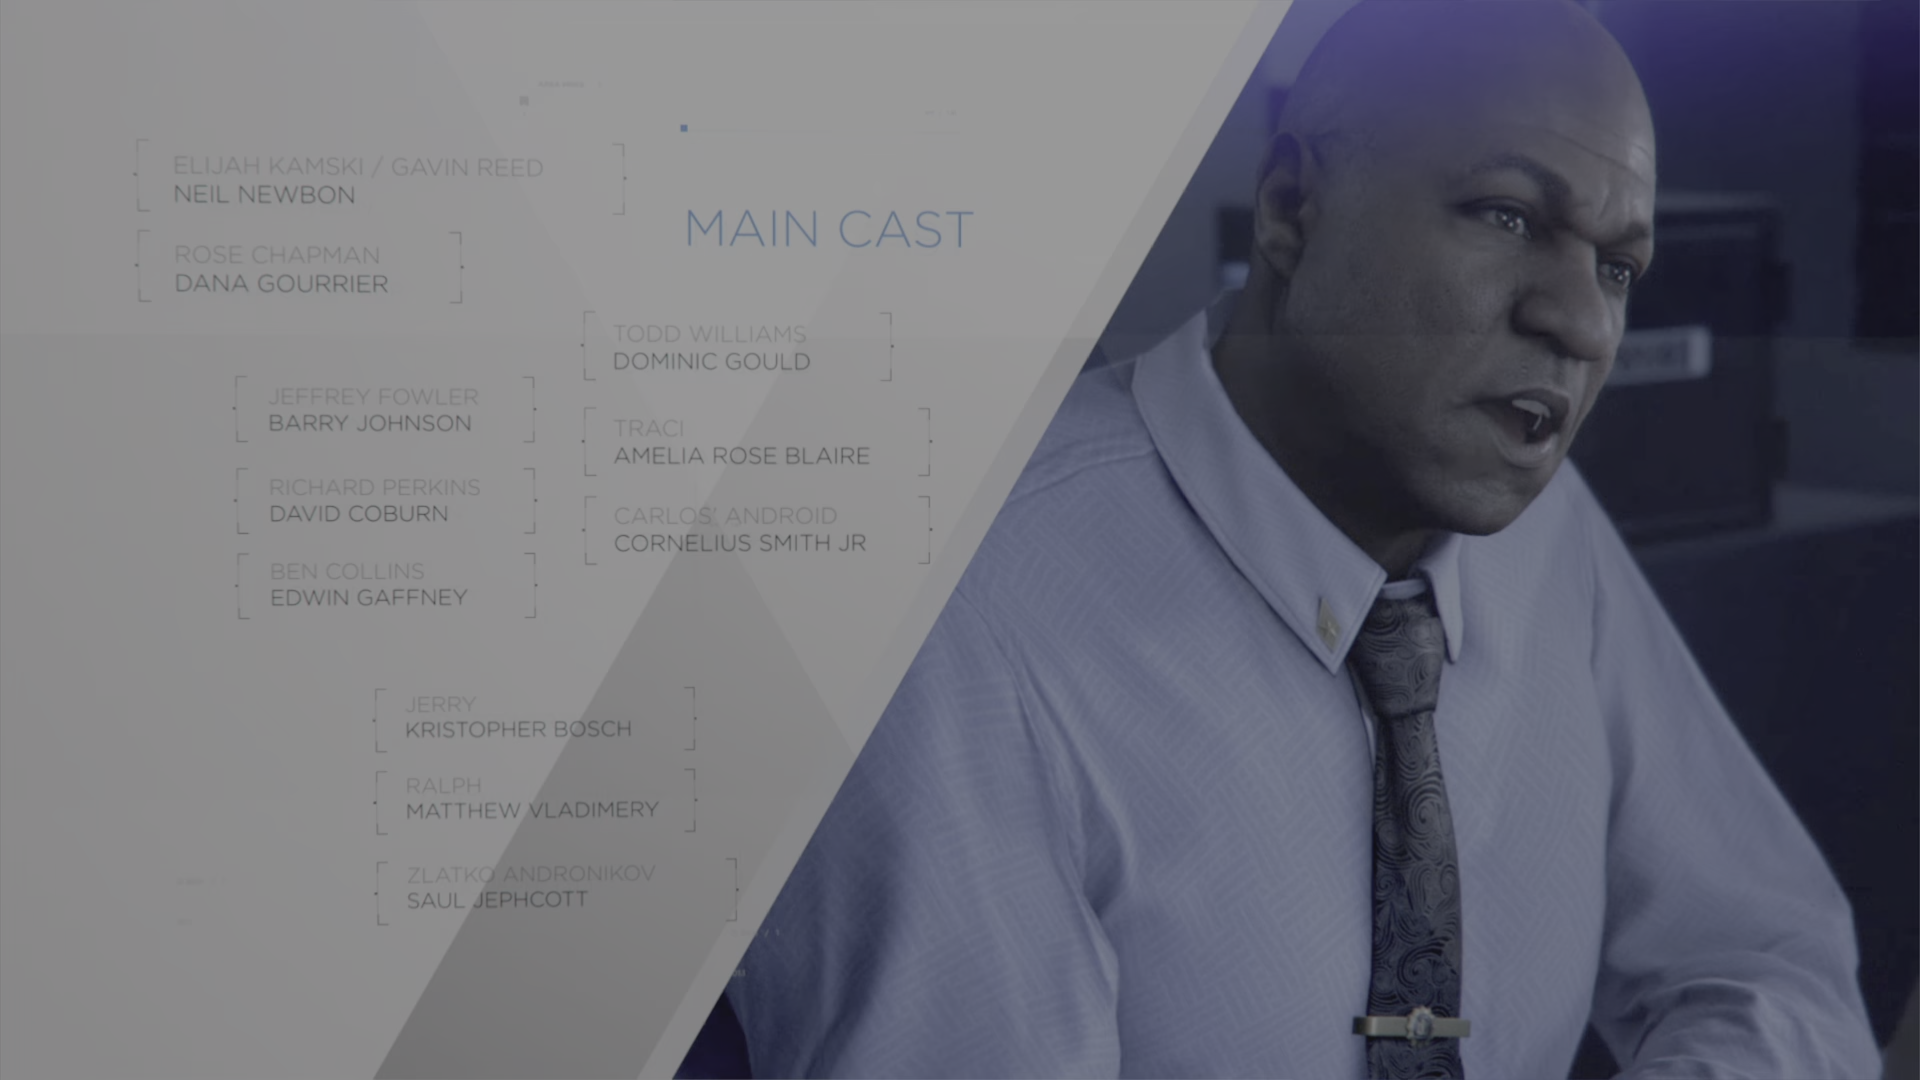 ELIJAH KAMSKI / GAVIN REED
NEIL NEWBON
ROSE CHAPMAN
DANA GOURRIER
MAIN CAST
TODD WILLIAMS
DOMINIC GOULD
JEFFREY FOWLER
BARRY JOHNSON
TRACI
AMELIA ROSE BLAIRE
RICHARD PERKINS
DAVID COBURN
CARLOS' ANDROID
CORNELIUS SMITH JR
BEN COLLINS
EDWIN GAFFNEY
JERRY
KRISTOPHER BOSCH
RALPH
MATTHEW VLADIMERY
ZLATKO ANDRONIKOV
SAUL JEPHCOTT